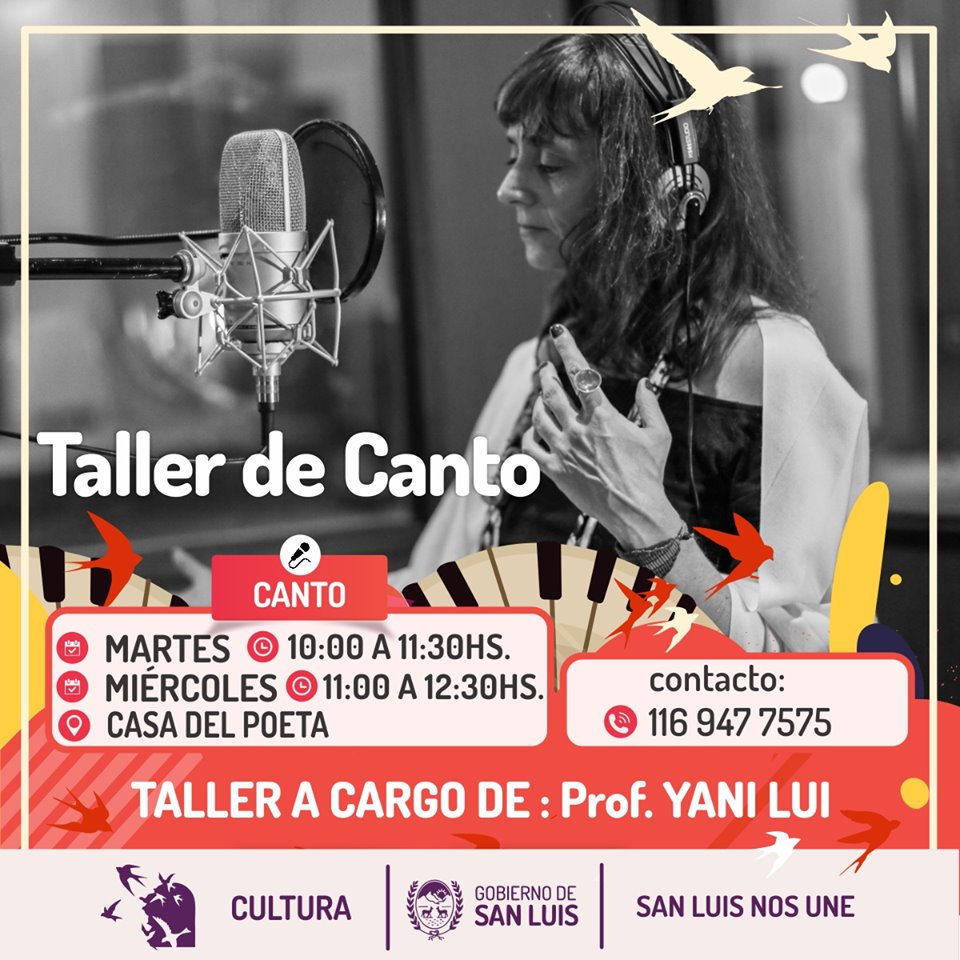 Taller de Canto
CANTO
MARTES 10:00 A 11:30HS.
MIÉRCOLES 11:00 A 12:30HS.
CASA DEL POETA
contacto:
116 947 7575
TALLER A CARGO DE : Prof. YANI LUI
CULTURA
GOBIERNO DE
SAN LUIS
SAN LUIS NOS UNE